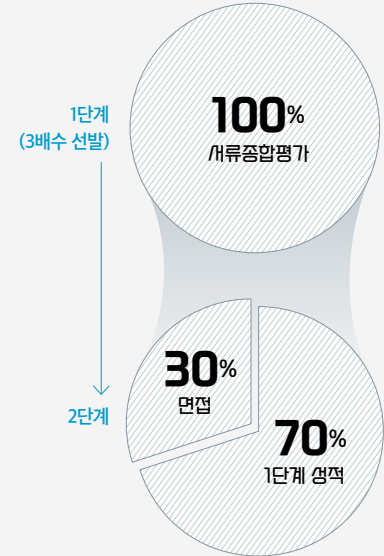 1단계
(3배수 선발)
100%
서류종합평가
2단계
30%
면접
70%
1단계 성적